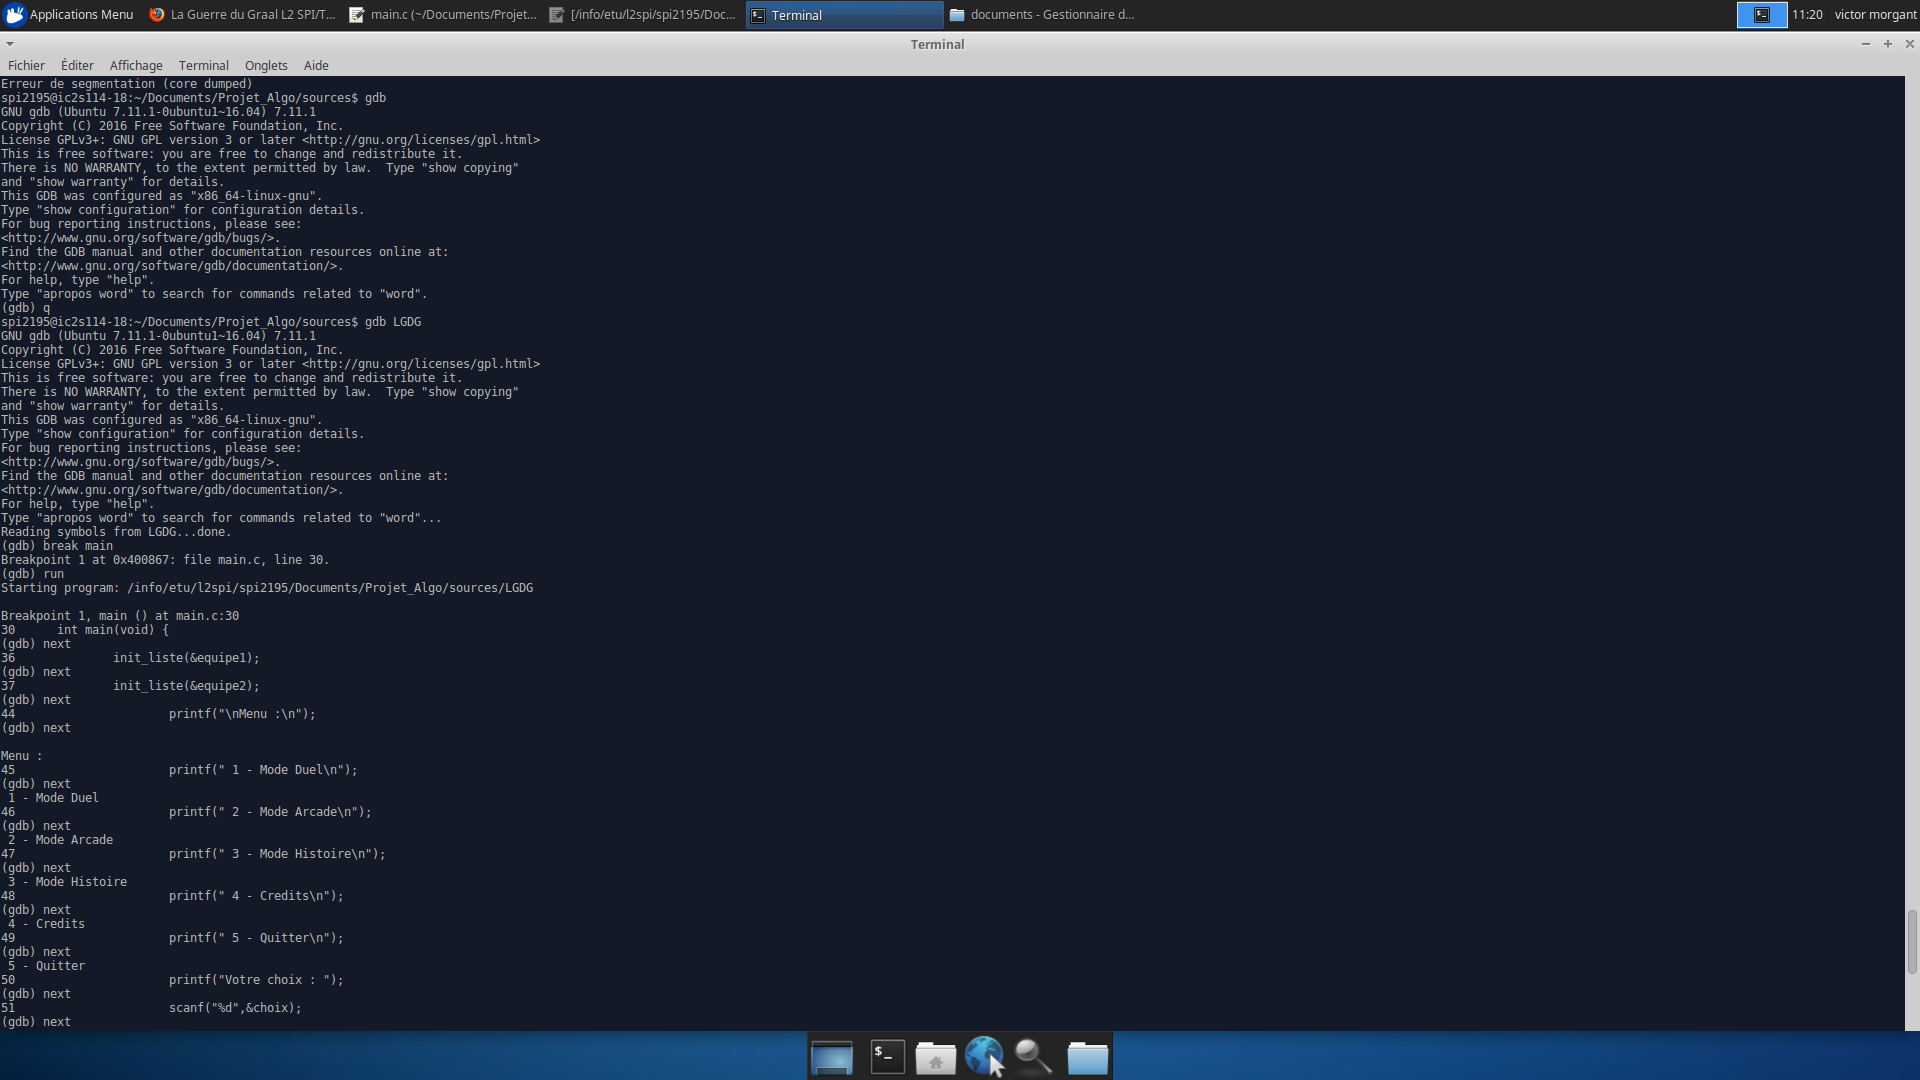 Applications Menu
La Guerre du Graal L2 SPI/T...
main.c (~/Documents/Projet...
[/info/etu/l2spi/spi2195/Doc...
Terminal
documents - Gestionnaire d...
11:20
victor morgant
Terminal
Fichier Éditer Affichage Terminal Onglets Aide
Erreur de segmentation (core dumped)
spi2195@ic2s114-18:~/Documents/Projet_Algo/sources$ gdb
GNU gdb (Ubuntu 7.11.1-0ubuntu1~16.04) 7.11.1
Copyright (C) 2016 Free Software Foundation, Inc.
License GPLv3+: GNU GPL version 3 or later <http://gnu.org/licenses/gpl.html>
This is free software: you are free to change and redistribute it.
There is NO WARRANTY, to the extent permitted by law.  Type "show copying"
and "show warranty" for details.
This GDB was configured as "x86_64-linux-gnu".
Type "show configuration" for configuration details.
For bug reporting instructions, please see:
<http://www.gnu.org/software/gdb/bugs/>.
Find the GDB manual and other documentation resources online at:
<http://www.gnu.org/software/gdb/documentation/>.
For help, type "help".
Type "apropos word" to search for commands related to "word".
(gdb) q
spi2195@ic2s114-18:~/Documents/Projet_Algo/sources$ gdb LGDG
GNU gdb (Ubuntu 7.11.1-0ubuntu1~16.04) 7.11.1
Copyright (C) 2016 Free Software Foundation, Inc.
License GPLv3+: GNU GPL version 3 or later <http://gnu.org/licenses/gpl.html>
This is free software: you are free to change and redistribute it.
There is NO WARRANTY, to the extent permitted by law.  Type "show copying"
and "show warranty" for details.
This GDB was configured as "x86_64-linux-gnu".
Type "show configuration" for configuration details.
For bug reporting instructions, please see:
<http://www.gnu.org/software/gdb/bugs/>.
Find the GDB manual and other documentation resources online at:
<http://www.gnu.org/software/gdb/documentation/>.
For help, type "help".
Type "apropos word" to search for commands related to "word"...
Reading symbols from LGDG...done.
(gdb) break main
Breakpoint 1 at 0x400867: file main.c, line 30.
(gdb) run
Starting program: /info/etu/l2spi/spi2195/Documents/Projet_Algo/sources/LGDG
Breakpoint 1, main () at main.c:30
30      int main(void) {
(gdb) next
36              init_liste(&equipe1);
(gdb) next
37              init_liste(&equipe2);
(gdb) next
44                      printf("\nMenu :\n");
(gdb) next
Menu :
45                      printf(" 1 - Mode Duel\n");
(gdb) next
1 - Mode Duel
46                      printf(" 2 - Mode Arcade\n");
(gdb) next
2 - Mode Arcade
47                      printf(" 3 - Mode Histoire\n");
(gdb) next
3 - Mode Histoire
48                      printf(" 4 - Credits\n");
(gdb) next
4 - Credits
49                      printf(" 5 - Quitter\n");
(gdb) next
5 - Quitter
50                      printf("Votre choix : ");
(gdb) next
51                      scanf("%d",&choix);
(gdb) next